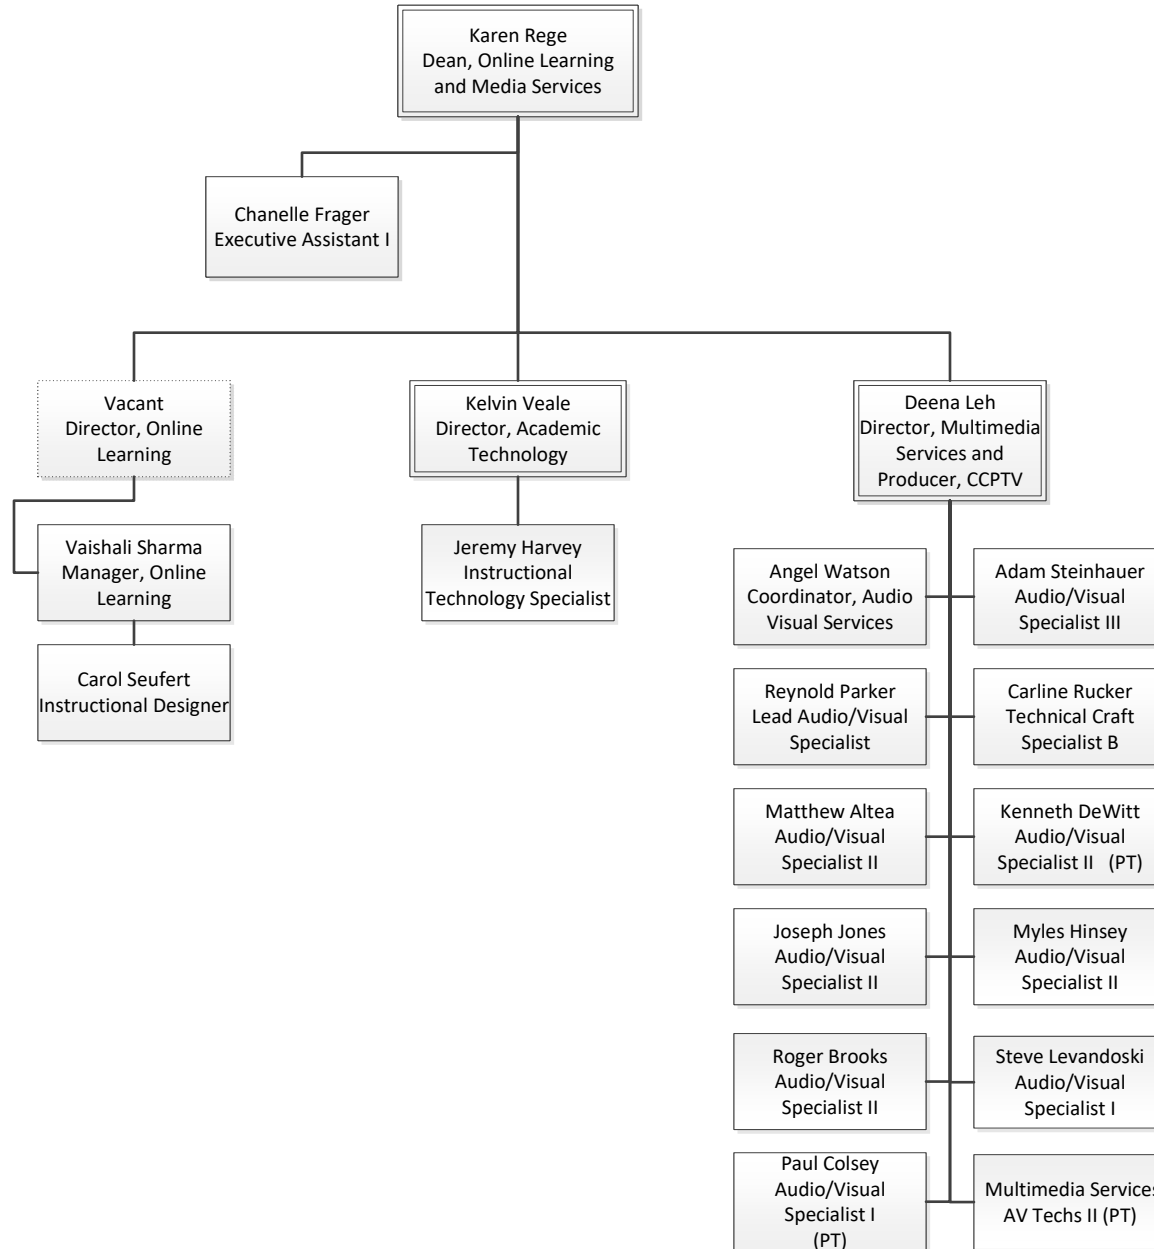 Karen Rege
Dean, Online Learning
and Media Services
Chanelle Frager
Executive Assistant I
Vacant
Director, Online
Learning
Kelvin Veale
Director, Academic
Technology
Deena Leh
Director, Multimedia
Services and
Producer, CCPTV
Vaishali Sharma
Manager, Online
Learning
Jeremy Harvey
Instructional
Technology Specialist
Carol Seufert
Instructional Designer
Angel Watson
Coordinator, Audio
Visual Services
Adam Steinhauer
Audio/Visual
Specialist III
Reynold Parker
Lead Audio/Visual
Specialist
Carline Rucker
Technical Craft
Specialist B
Matthew Altea
Audio/Visual
Specialist II
Kenneth DeWitt
Audio/Visual
Specialist II (PT)
Joseph Jones
Audio/Visual
Specialist II
Myles Hinsey
Audio/Visual
Specialist II
Roger Brooks
Audio/Visual
Specialist II
Steve Levandoski
Audio/Visual
Specialist I
Paul Colsey
Audio/Visual
Specialist I
(PT)
Multimedia Services
AV Techs II (PT)